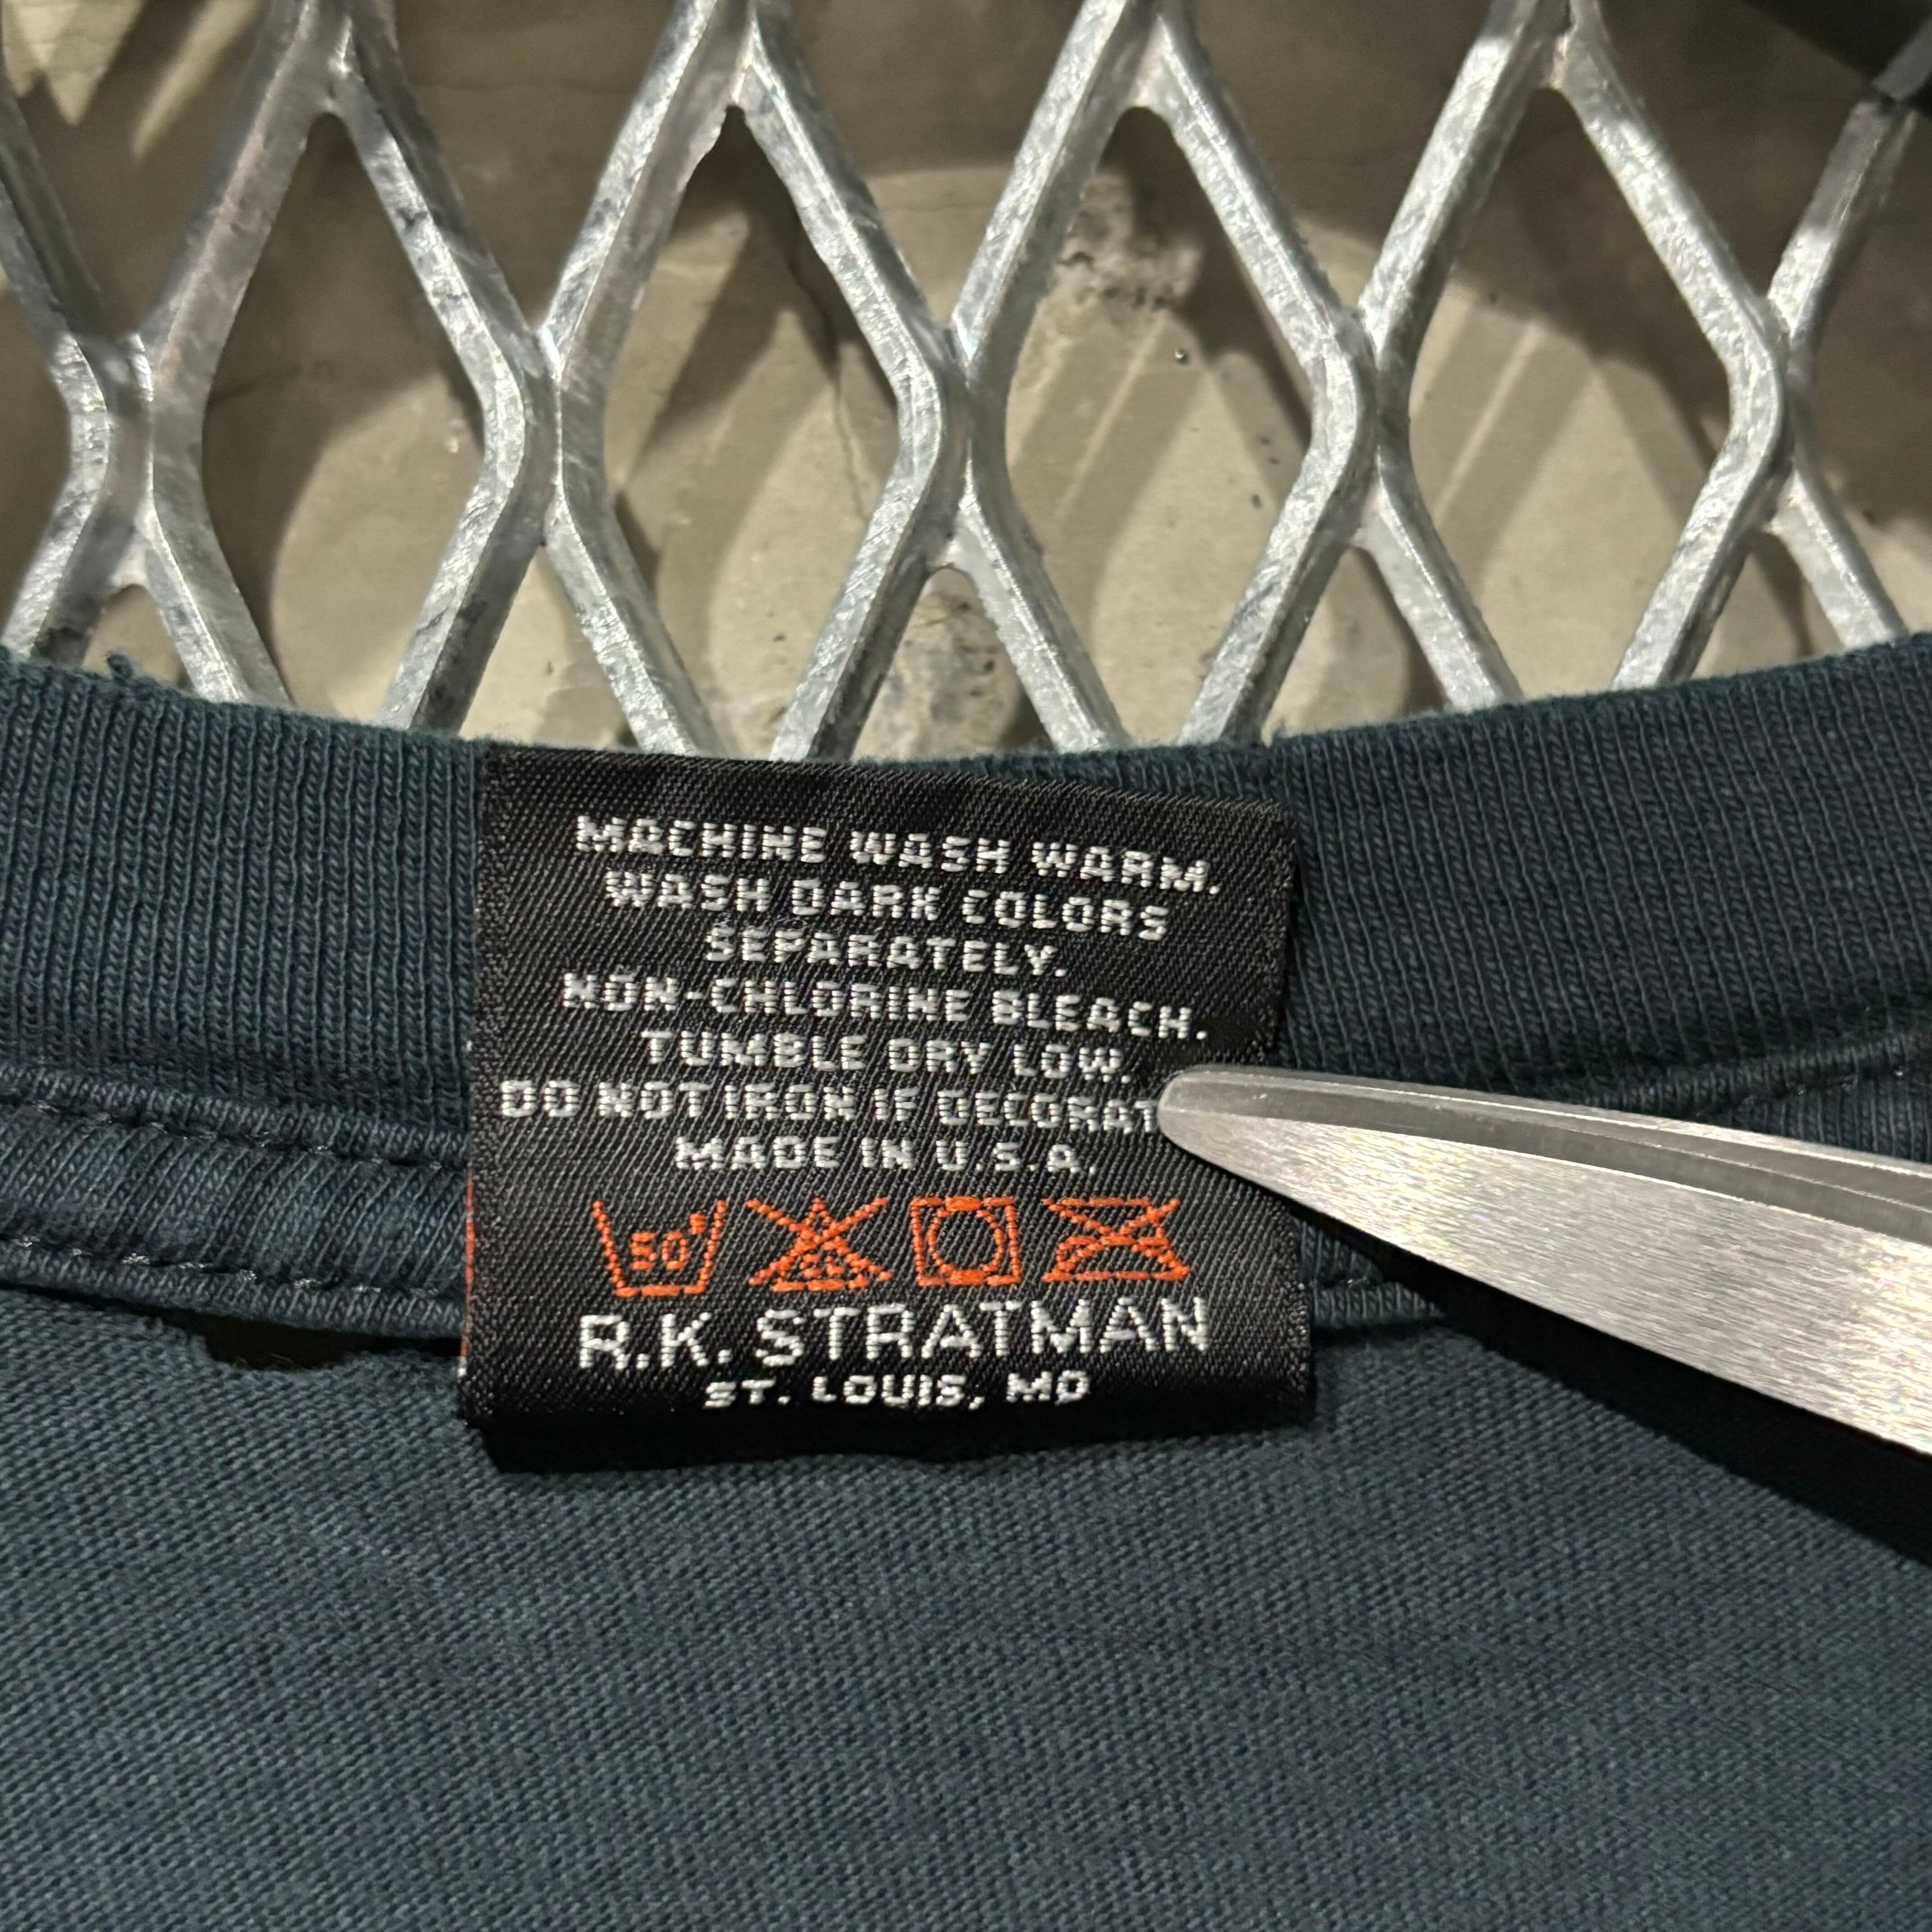 MACHINE WASH WARM.
WASH DARK COLORS
SEPARATELY.
NON-CHLORINE BLEACH.
TUMBLE DRY LOW.
DO NOT IRON IF
MADE IN U.S.A.
50°
R.K. STRATMAN
ST. LOUIS, MO